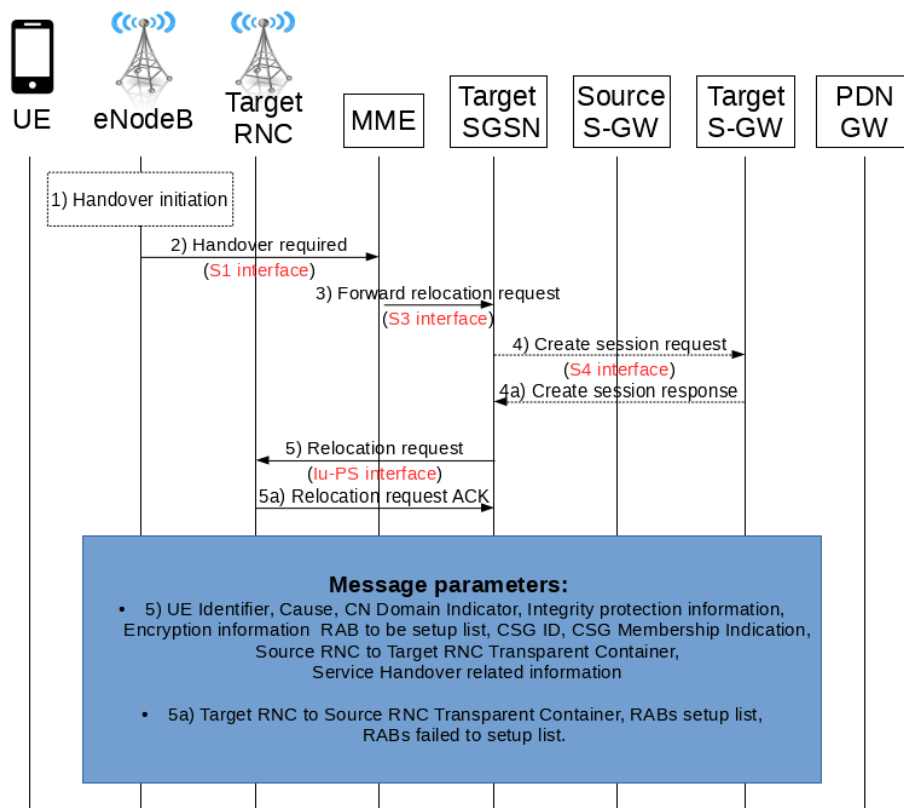 UE
eNodeB
Target
RNC
MME
Target
SGSN
Source
S-GW
Target
S-GW
PDN
GW
1) Handover initiation
2) Handover required
(S1 interface)
3) Forward relocation request
(S3 interface)
4) Create session request
(S4 interface)
4a) Create session response
5) Relocation request
(Iu-PS interface)
5a) Relocation request ACK
Message parameters:
• 5) UE Identifier, Cause, CN Domain Indicator, Integrity protection information,
Encryption information RAB to be setup list, CSG ID, CSG Membership Indication,
Source RNC to Target RNC Transparent Container,
Service Handover related information
• 5a) Target RNC to Source RNC Transparent Container, RABs setup list,
RABs failed to setup list.